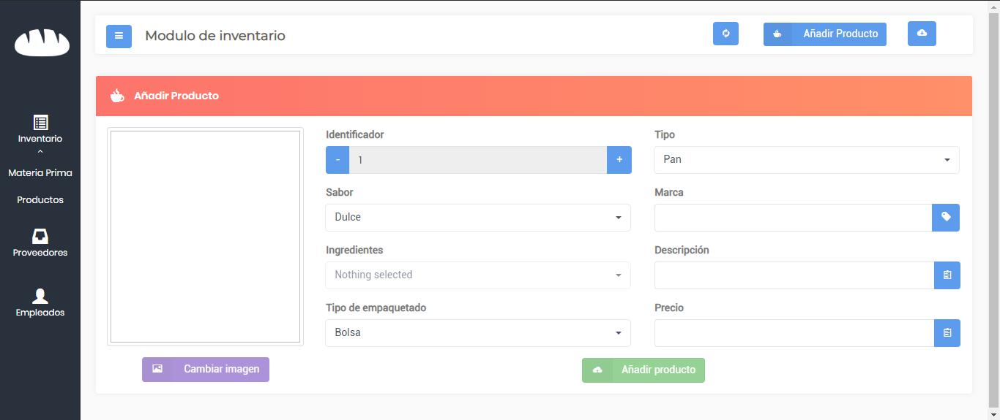 Modulo de inventario
Añadir Producto
Añadir Producto
Inventario
Materia Prima
Productos
Proveedores
Empleados
Identificador
- 1 +
Tipo
Pan
Sabor
Dulce
Marca
Ingredientes
Nothing selected
Descripción
Tipo de empaquetado
Bolsa
Precio
Cambiar imagen
Añadir producto